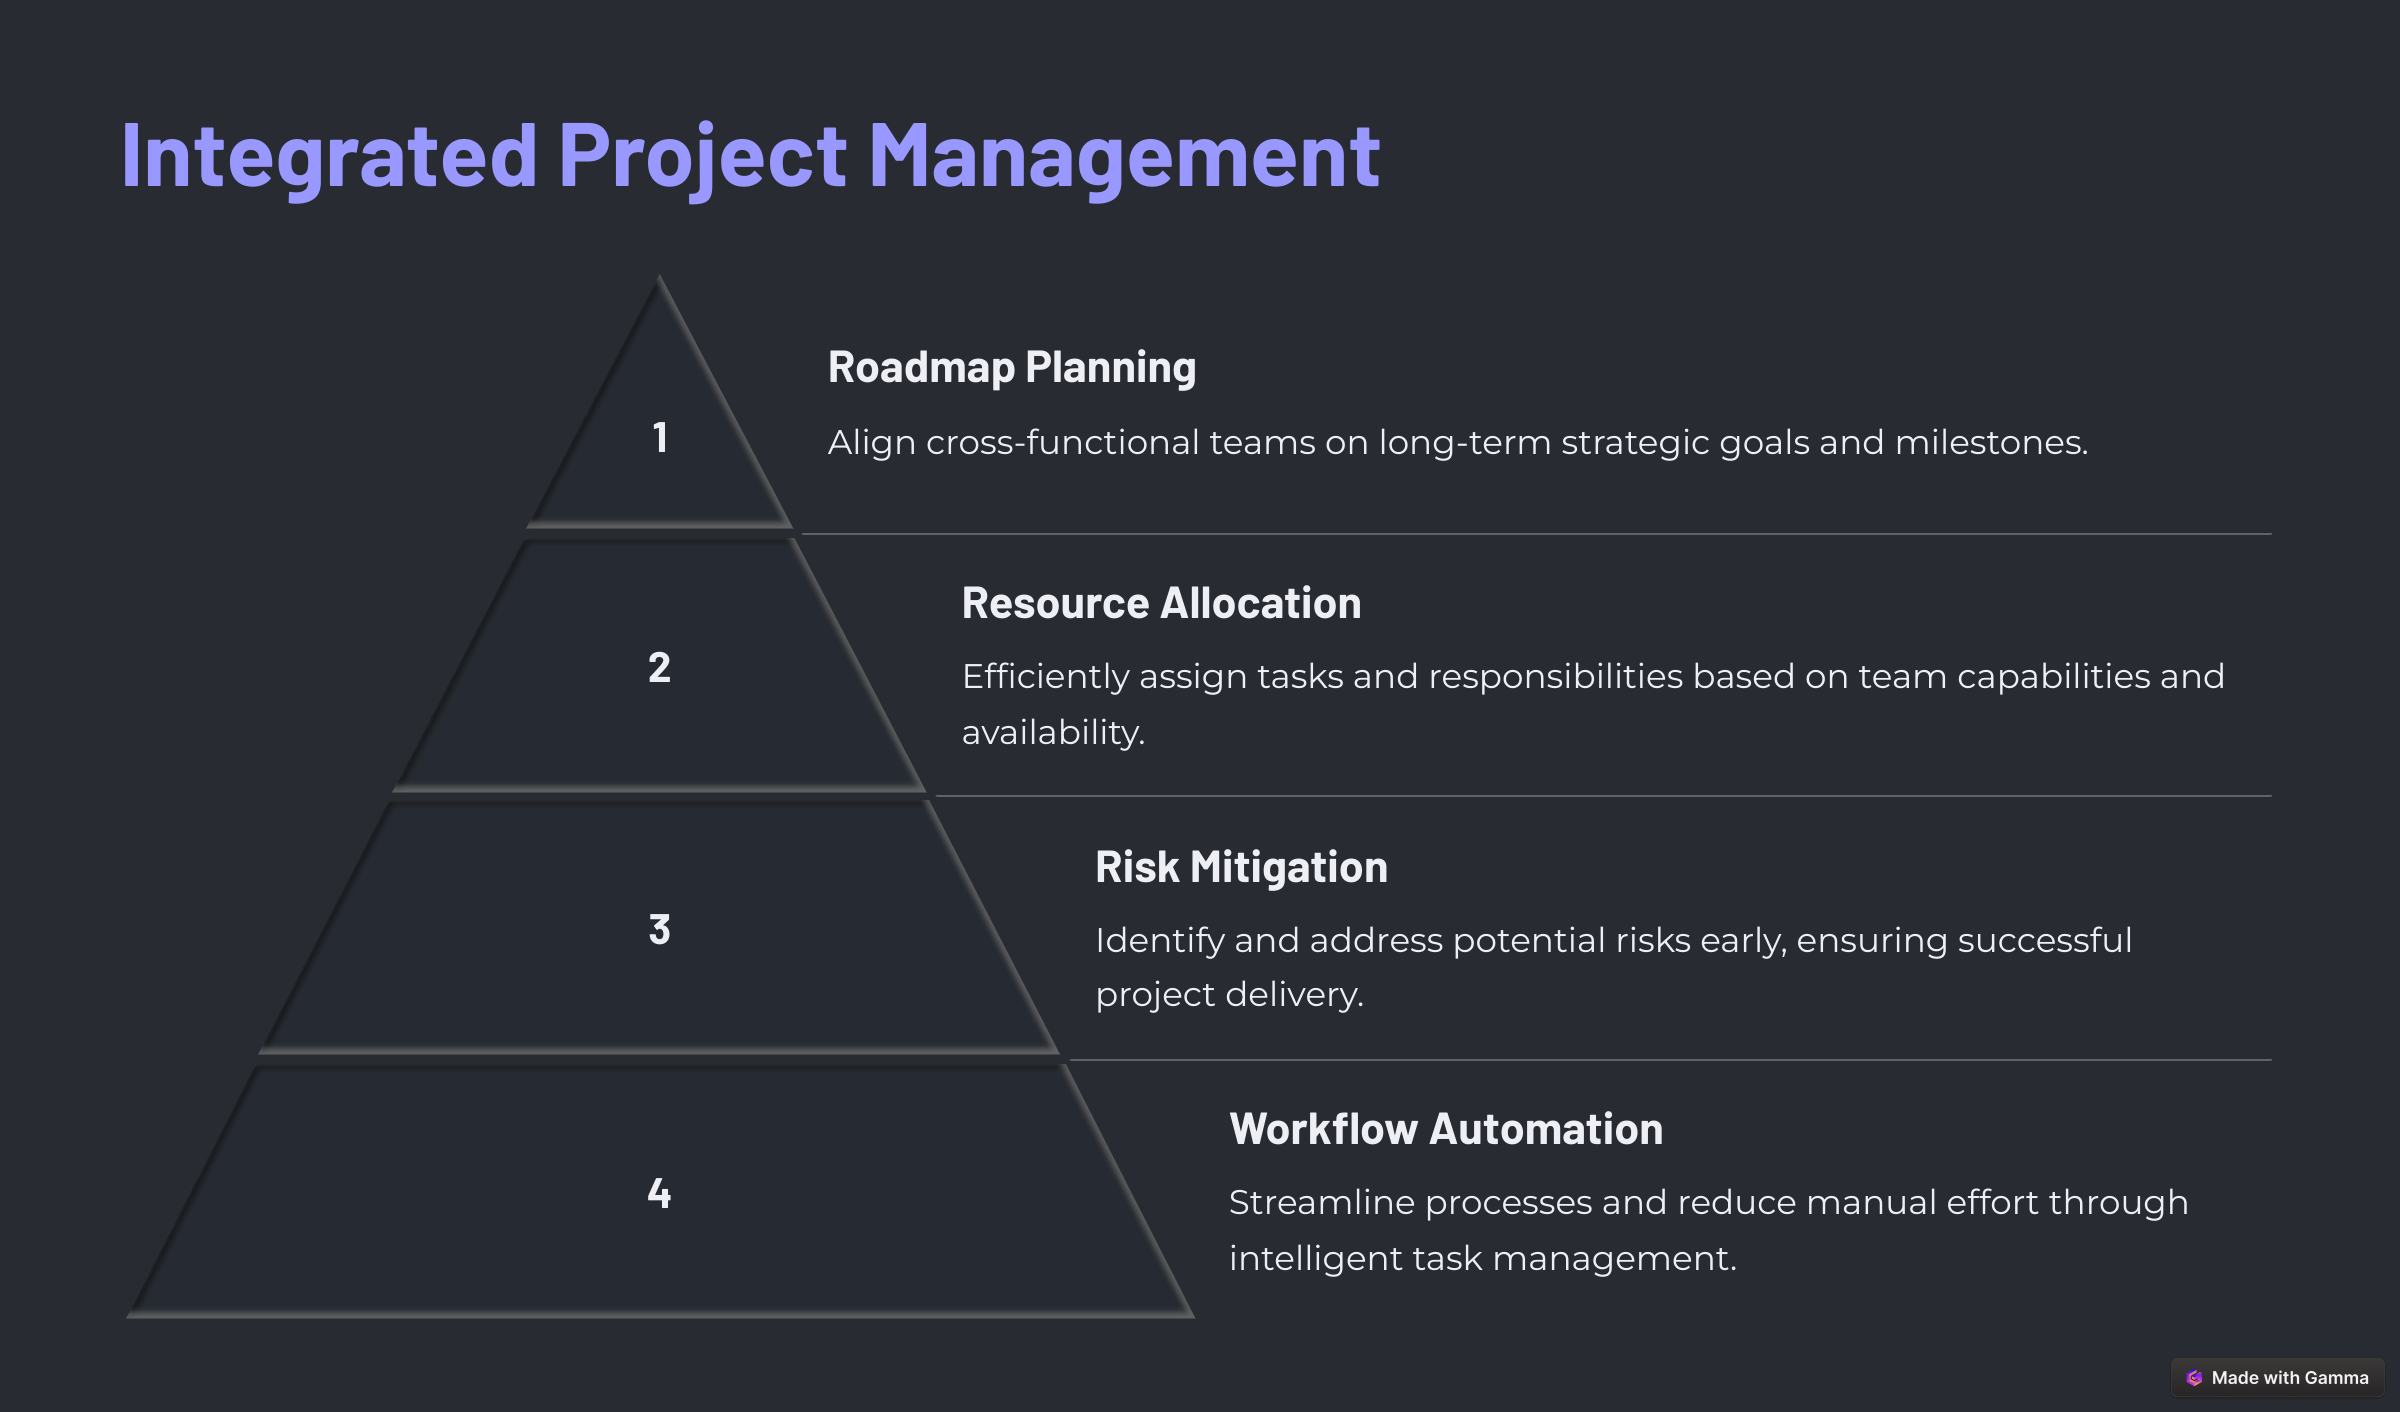 Integrated Project Management
1
Roadmap Planning
Align cross-functional teams on long-term strategic goals and milestones.
2
Resource Allocation
Efficiently assign tasks and responsibilities based on team capabilities and
availability.
3
Risk Mitigation
Identify and address potential risks early, ensuring successful
project delivery.
4
Workflow Automation
Streamline processes and reduce manual effort through
intelligent task management.
Made with Gamma